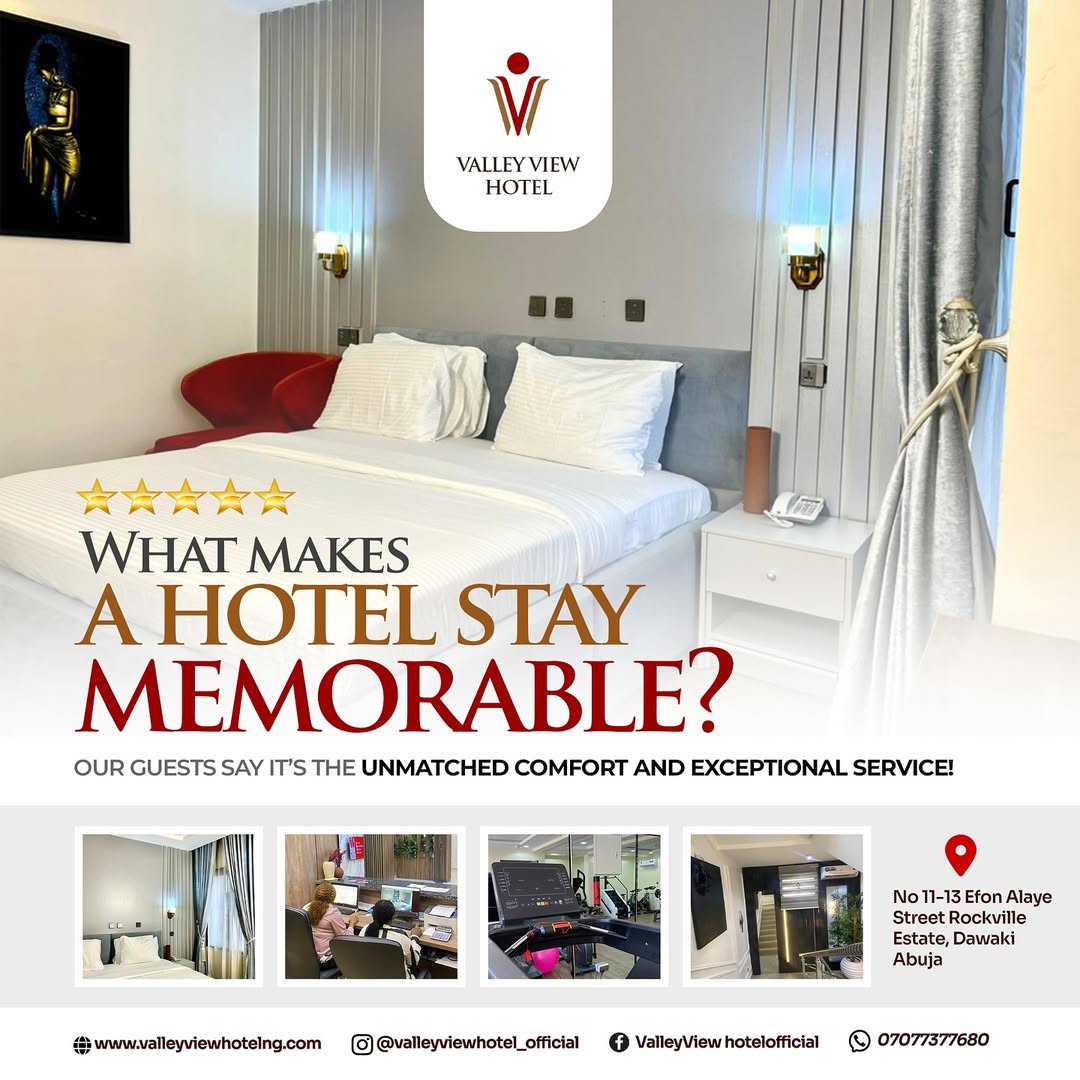 VALLEY VIEW
HOTEL
WHAT MAKES
A HOTEL STAY
MEMORABLE?
OUR GUESTS SAY IT'S THE UNMATCHED COMFORT AND EXCEPTIONAL SERVICE!
No 11-13 Efon Alaye
Street Rockville
Estate, Dawaki
Abuja
www.valleyviewhotelng.com
@valleyviewhotel_official
ValleyView hotelofficial
07077377680